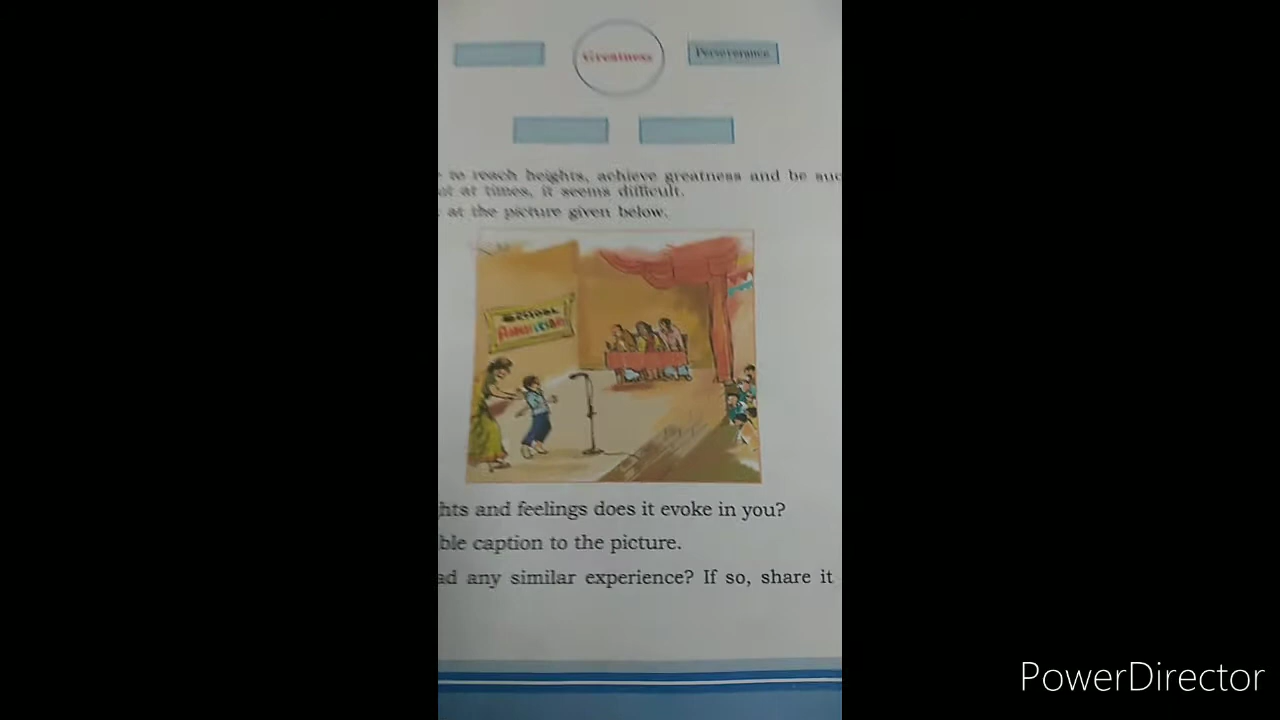 Greatness
Perseverance
to reach heights, achieve greatness and be suc
ot at times, it seems difficult.
at the picture given below.
SCHOOL
hts and feelings does it evoke in you?
ble caption to the picture.
ad any similar experience? If so, share it
PowerDirector